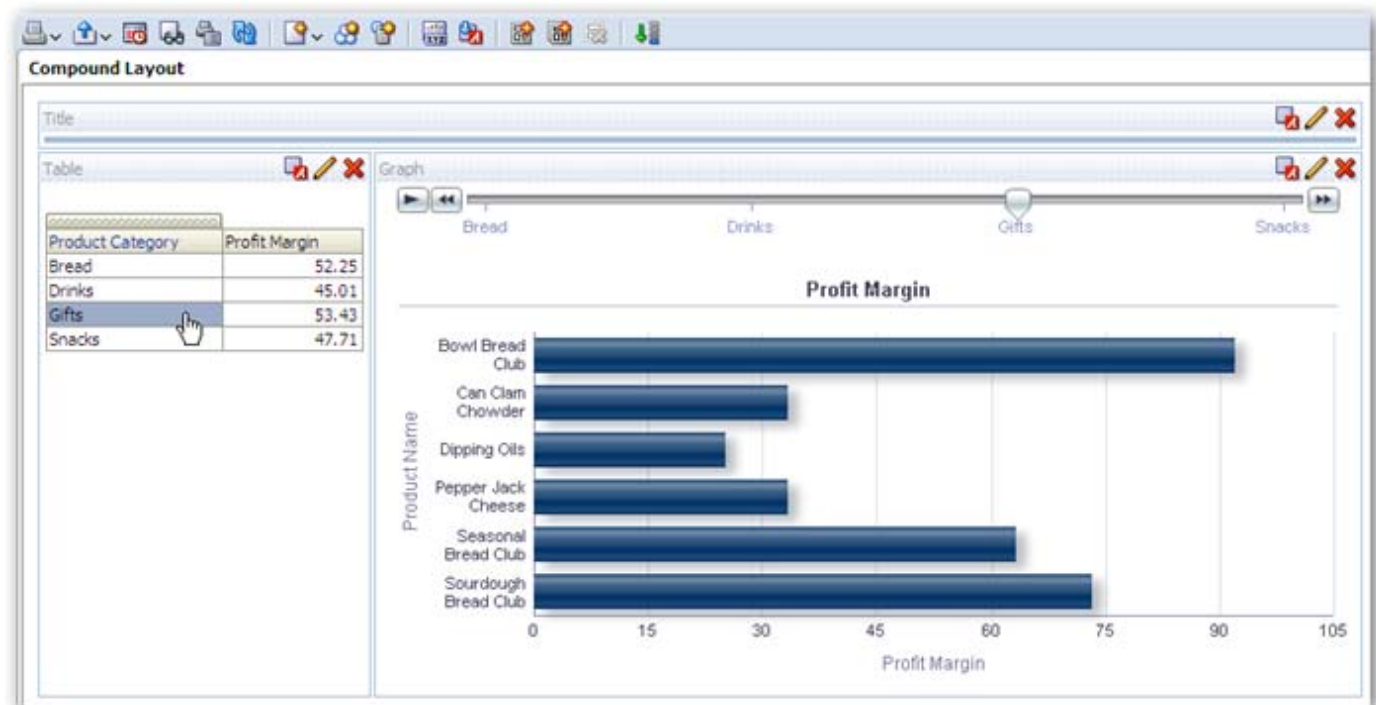 Compound Layout
Title
Table
Graph
Bread Drinks Gifts Snacks
Product Category Profit Margin
Bread 52.25
Drinks 45.01
Gifts 53.43
Snacks 47.71
Profit Margin
Product Name
Bowl Bread
Club
Can Clam
Chowder
Dipping Oils
Pepper Jack
Cheese
Seasonal
Bread Club
Sourdough
Bread Club
0 15 30 45 60 75 90 105
Profit Margin